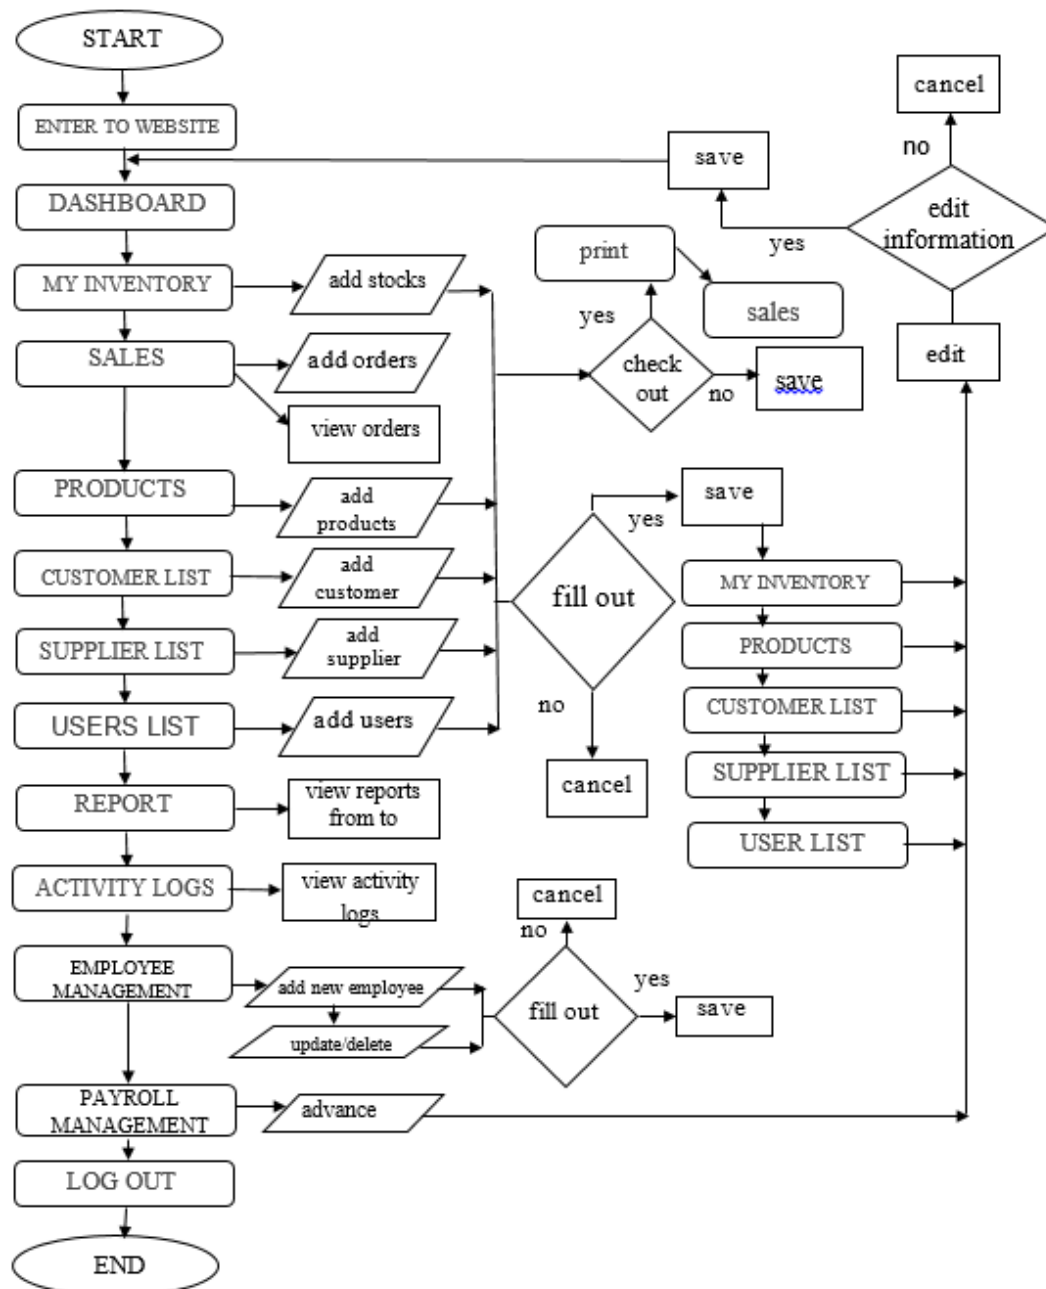 START
cancel
ENTER TO WEBSITE
save
no
DASHBOARD
edit
information
yes
print
MY INVENTORY
add stocks
sales
yes
SALES
add orders
check
out
no
save
edit
view orders
PRODUCTS
add
products
save
yes
CUSTOMER LIST
add
customer
fill out
MY INVENTORY
SUPPLIER LIST
add
supplier
PRODUCTS
USERS LIST
add users
no
CUSTOMER LIST
cancel
SUPPLIER LIST
REPORT
view reports
from to
USER LIST
ACTIVITY LOGS
view activity
logs
cancel
no
EMPLOYEE
MANAGEMENT
add new employee
fill out
yes
save
update/delete
PAYROLL
MANAGEMENT
advance
LOG OUT
END